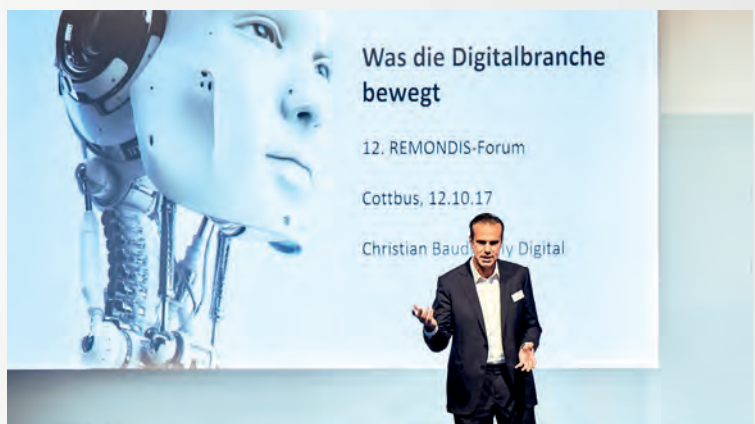 Was die Digitalbranche
bewegt
12. REMONDIS-Forum
Cottbus, 12.10.17
Christian Digital